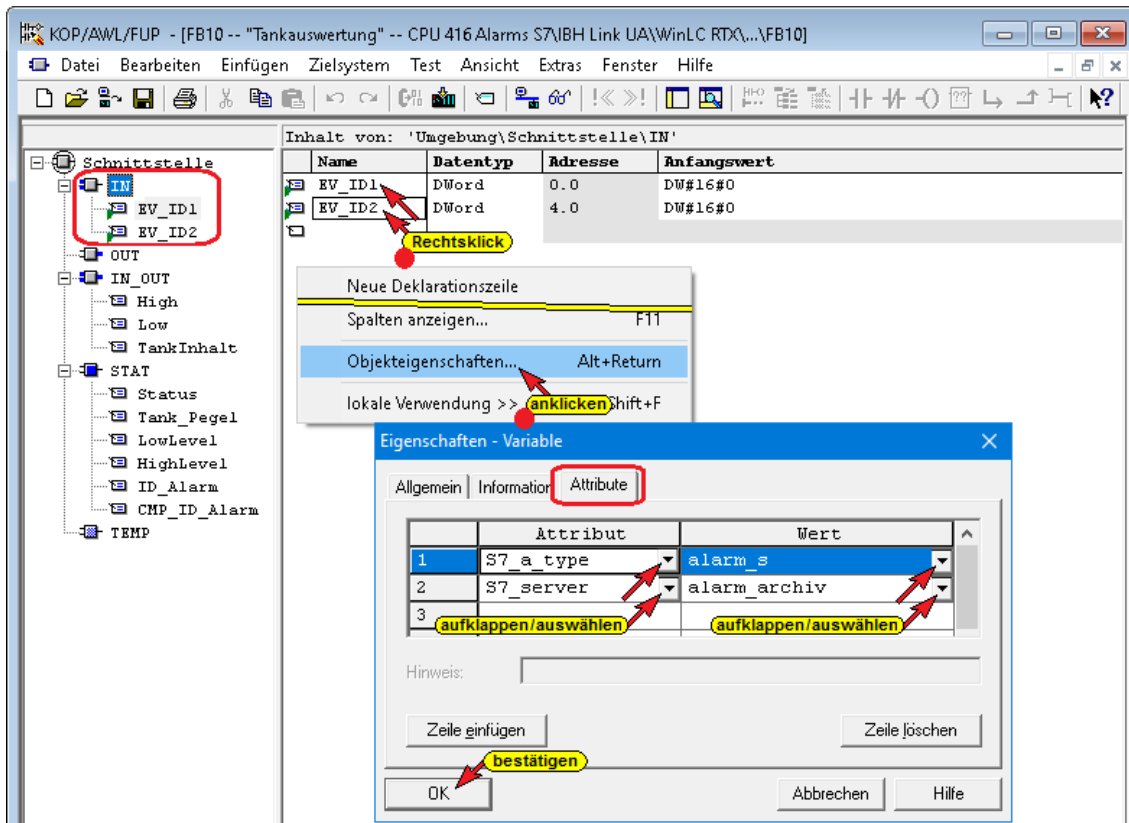 KOP/AWL/FUP - [FB10 -- "Tankauswertung" -- CPU 416 Alarms S7\IBH Link UA\WinLC RTX\...\FB10]
Datei Bearbeiten Einfügen Zielsystem Test Ansicht Extras Fenster Hilfe
Inhalt von: 'Umgebung\Schnittstelle\IN'
Schnittstelle
IN
EV_ID1
EV_ID2
OUT
IN_OUT
High
Low
TankInhalt
STAT
Status
Tank_Pegel
LowLevel
HighLevel
ID_Alarm
CMP_ID_Alarm
TEMP
Name Datentyp Adresse Anfangswert
EV_ID1 DWord 0.0 DW#16#0
EV_ID2 DWord 4.0 DW#16#0
Rechtsklick
Neue Deklarationszeile
Spalten anzeigen... F11
Objekteigenschaften... Alt+Return
lokale Verwendung >> anklicken Shift+F
Eigenschaften - Variable
Allgemein Information Attribute
Attribut Wert
1 S7_a_type alarm_s
2 S7_server alarm_archiv
3
aufklappen/auswählen aufklappen/auswählen
Hinweis:
Zeile einfügen Zeile löschen
bestätigen
OK Abbrechen Hilfe